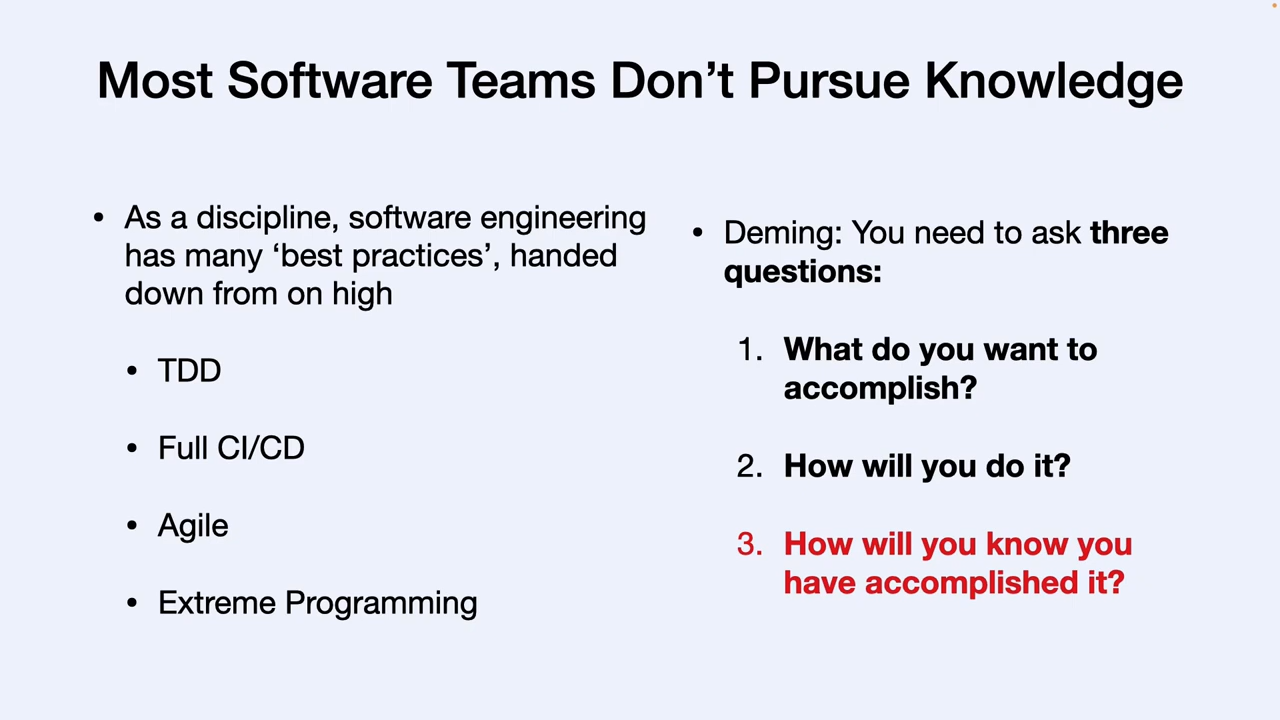 Most Software Teams Don’t Pursue Knowledge
• As a discipline, software engineering
has many ‘best practices’, handed
down from on high
• TDD
• Full CI/CD
• Agile
• Extreme Programming
• Deming: You need to ask three
questions:
1. What do you want to
accomplish?
2. How will you do it?
3. How will you know you
have accomplished it?